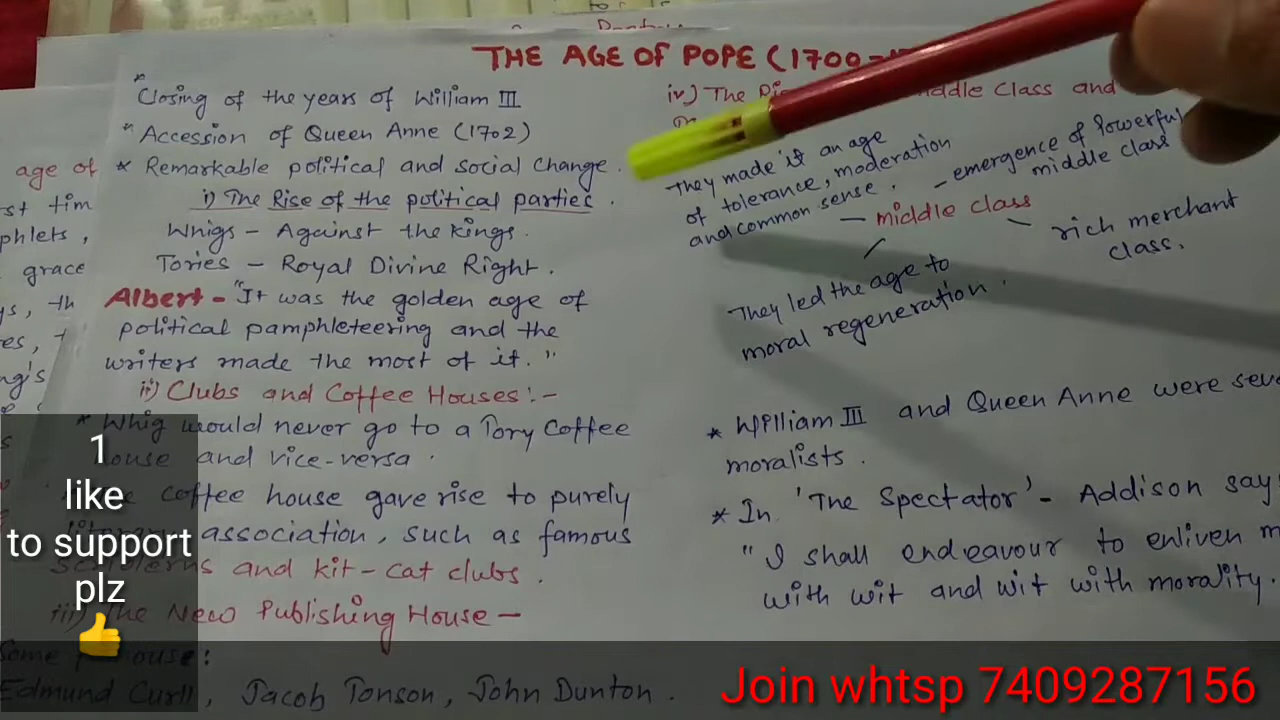 THE AGE OF POPE (1700-
* Closing of the years of William III
* Accession of Queen Anne (1702)
* Remarkable political and social change.
i) The Rise of the political parties.
Whigs - Against the kings.
Tories - Royal Divine Right.
Albert - "It was the golden age of
political pamphleteering and the
writers made the most of it."
ii) Clubs and Coffee Houses:-
* Whig would never go to a Tory Coffee
house and vice-versa.
coffee house gave rise to purely
literary association, such as famous
and kit-cat clubs.
iii) The New Publishing House -
Some
Edmund Curll, Jacob Tonson, John Dunton.
iv) The Middle Class and
They made it an age
of tolerance, moderation
and common sense.
- emergence of powerful
middle class
- middle class
rich merchant
class.
They led the age to
moral regeneration.
* William III and Queen Anne were
moralists.
* In 'The Spectator' - Addison say
"I shall endeavour to enliven
with wit and wit with morality.
age of
grace
1
like
to support
plz
👍
Join whtsp 7409287156